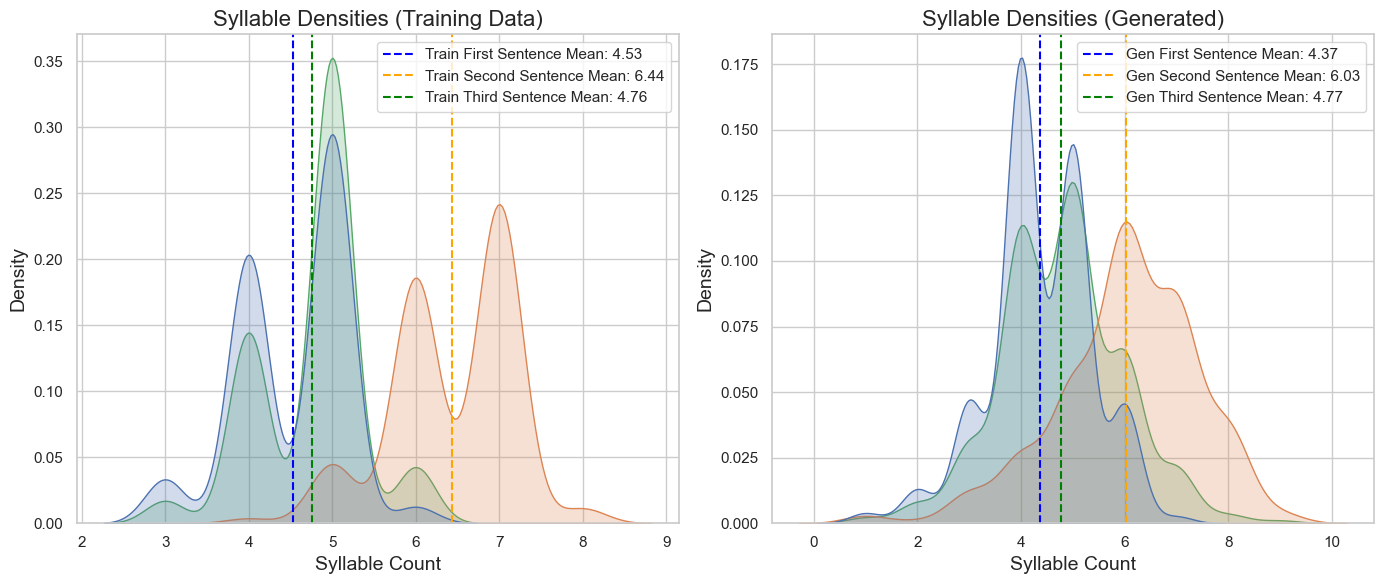 Syllable Densities (Training Data)
Train First Sentence Mean: 4.53
Train Second Sentence Mean: 6.44
Train Third Sentence Mean: 4.76
0.35
0.30
0.25
0.20
0.15
0.10
0.05
0.00
Density
2 3 4 5 6 7 8 9
Syllable Count
Syllable Densities (Generated)
Gen First Sentence Mean: 4.37
Gen Second Sentence Mean: 6.03
Gen Third Sentence Mean: 4.77
0.175
0.150
0.125
0.100
0.075
0.050
0.025
0.000
Density
0 2 4 6 8 10
Syllable Count